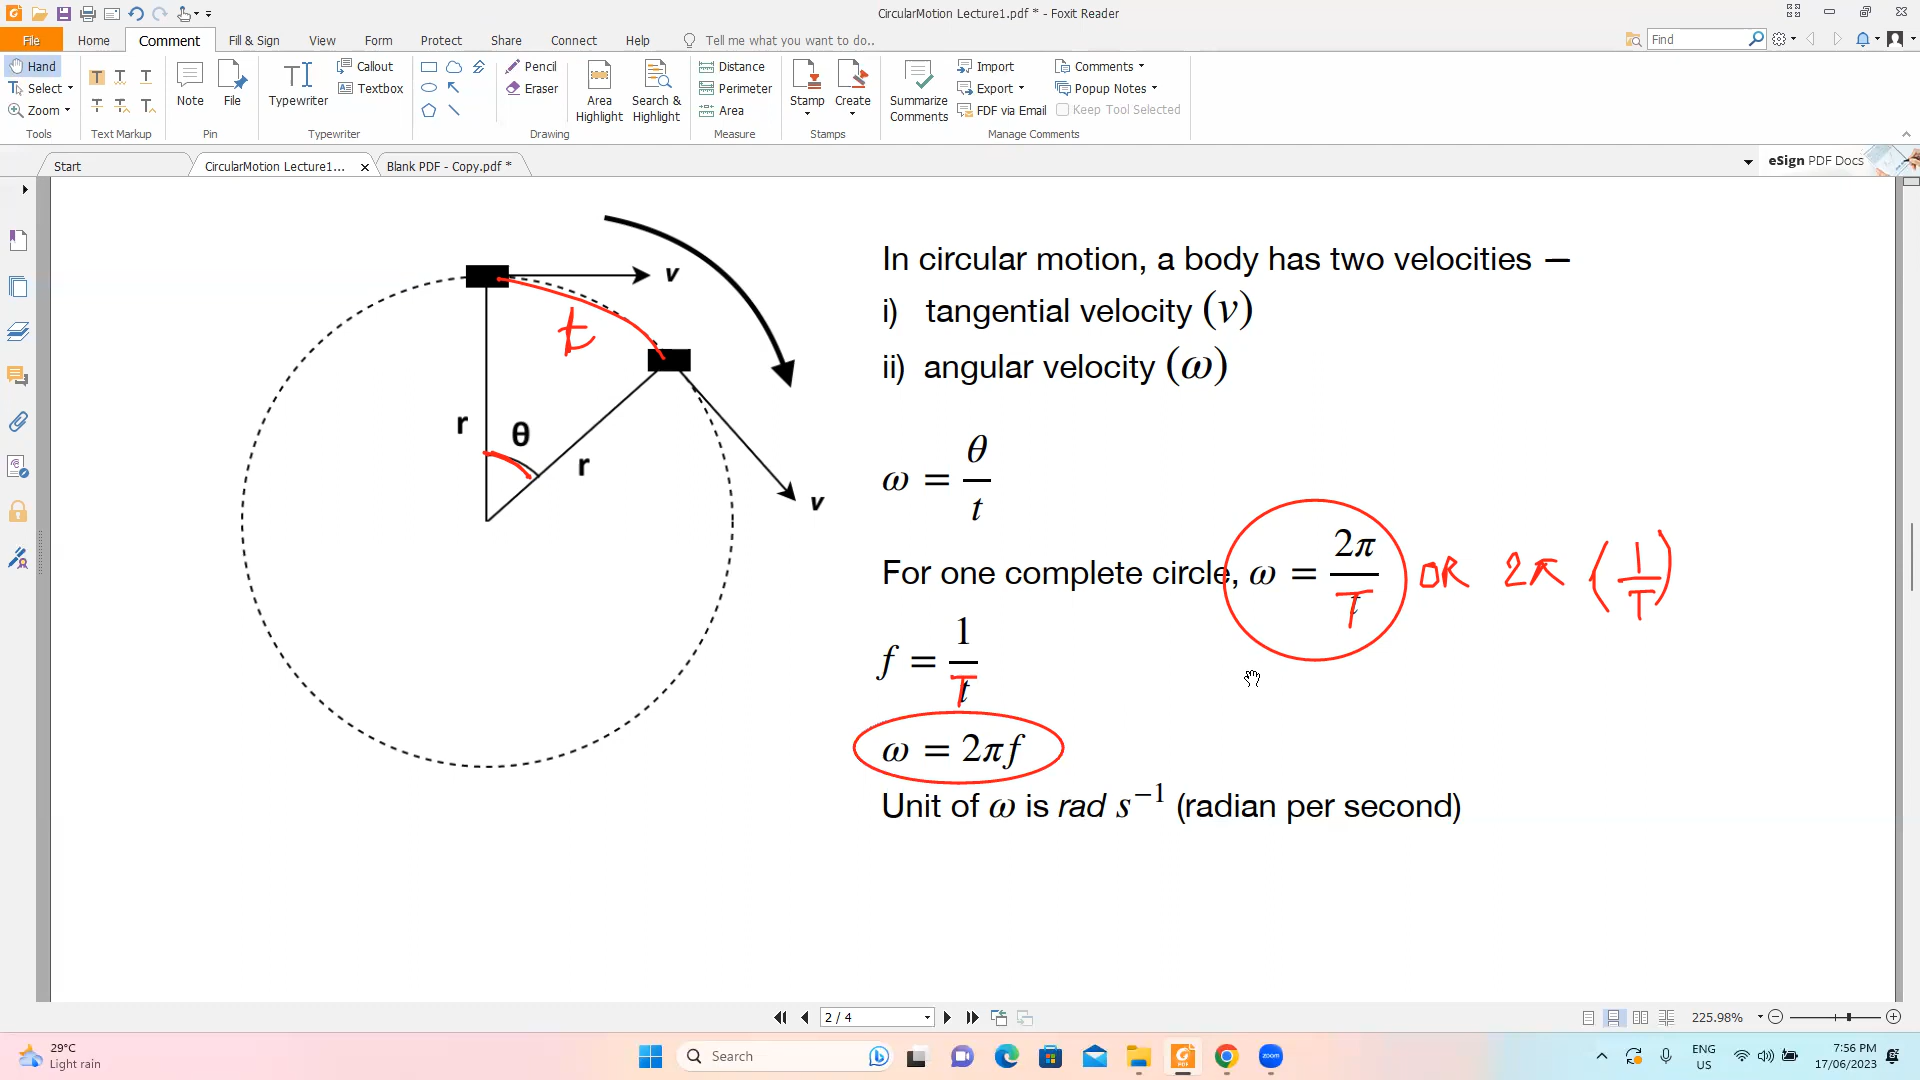 CircularMotion Lecture1.pdf * - Foxit Reader
File Home Comment Fill & Sign View Form Protect Share Connect Help Tell me what you want to do.. Find
Hand
Select
Zoom
Tools
T T T
T T T
Text Markup
Note File
Pin
Typewriter
Callout
Textbox
Typewriter
Pencil
Eraser
Area Highlight
Search & Highlight
Drawing
Distance
Perimeter
Area
Measure
Stamp Create
Stamps
Summarize Comments
Import
Export
FDF via Email
Comments
Popup Notes
Keep Tool Selected
Manage Comments
Start CircularMotion Lecture1... Blank PDF - Copy.pdf * eSign PDF Docs
v
t
r
θ
r
v
In circular motion, a body has two velocities —
i) tangential velocity (v)
ii) angular velocity (ω)
ω = θ/t
For one complete circle, ω = 2π/T OR 2π (1/T)
f = 1/T
ω = 2πf
Unit of ω is rad s⁻¹ (radian per second)
2 / 4 225.98%
29°C
Light rain
Search
zoom
ENG
US
7:56 PM
17/06/2023